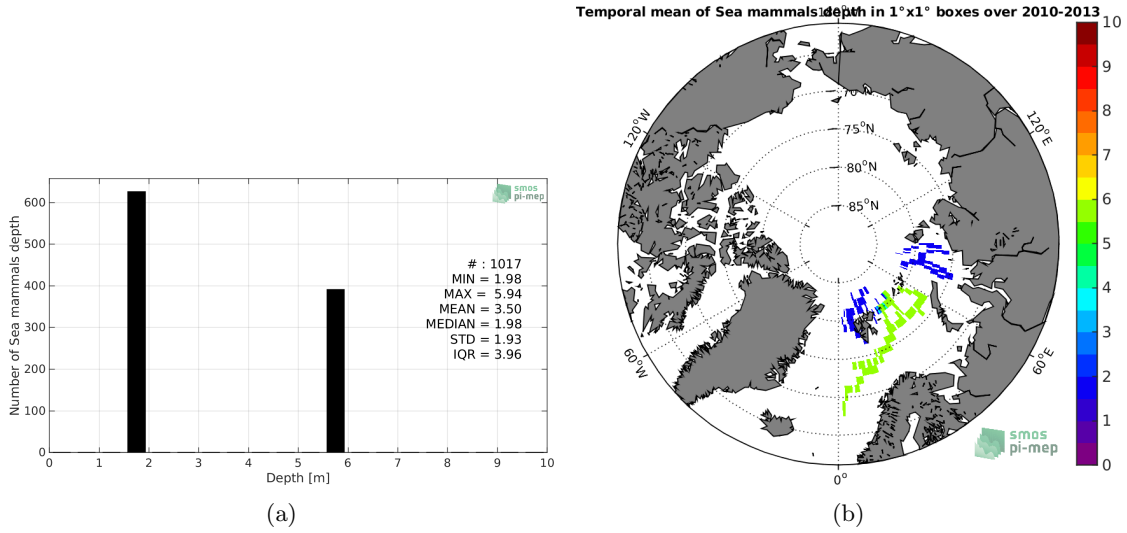 smos
pi-mep
600
500
400
300
200
100
0
Number of Sea mammals depth
# : 1017
MIN = 1.98
MAX = 5.94
MEAN = 3.50
MEDIAN = 1.98
STD = 1.93
IQR = 3.96
0 1 2 3 4 5 6 7 8 9 10
Depth [m]
(a)
Temporal mean of Sea mammals depth in 1°x1° boxes over 2010-2013
180°W
120°W
120°E
70°N
75°N
80°N
85°N
60°W
60°E
0°
10
9
8
7
6
5
4
3
2
1
0
smos
pi-mep
(b)